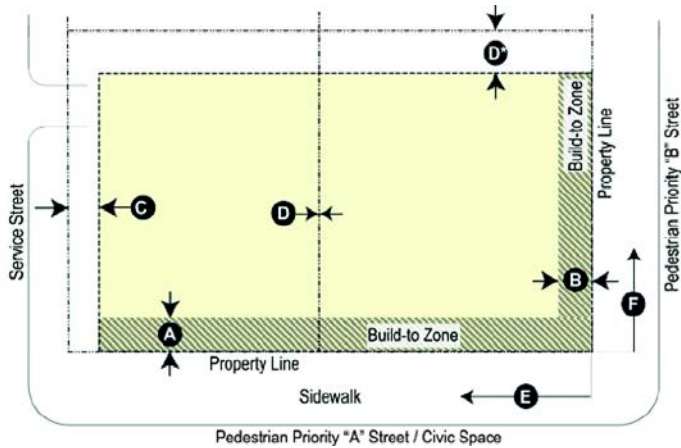 D*
Build-to Zone
Property Line
Pedestrian Priority "B" Street
Service Street
C
D
B
F
A
Build-to Zone
Property Line
Sidewalk
E
Pedestrian Priority "A" Street / Civic Space